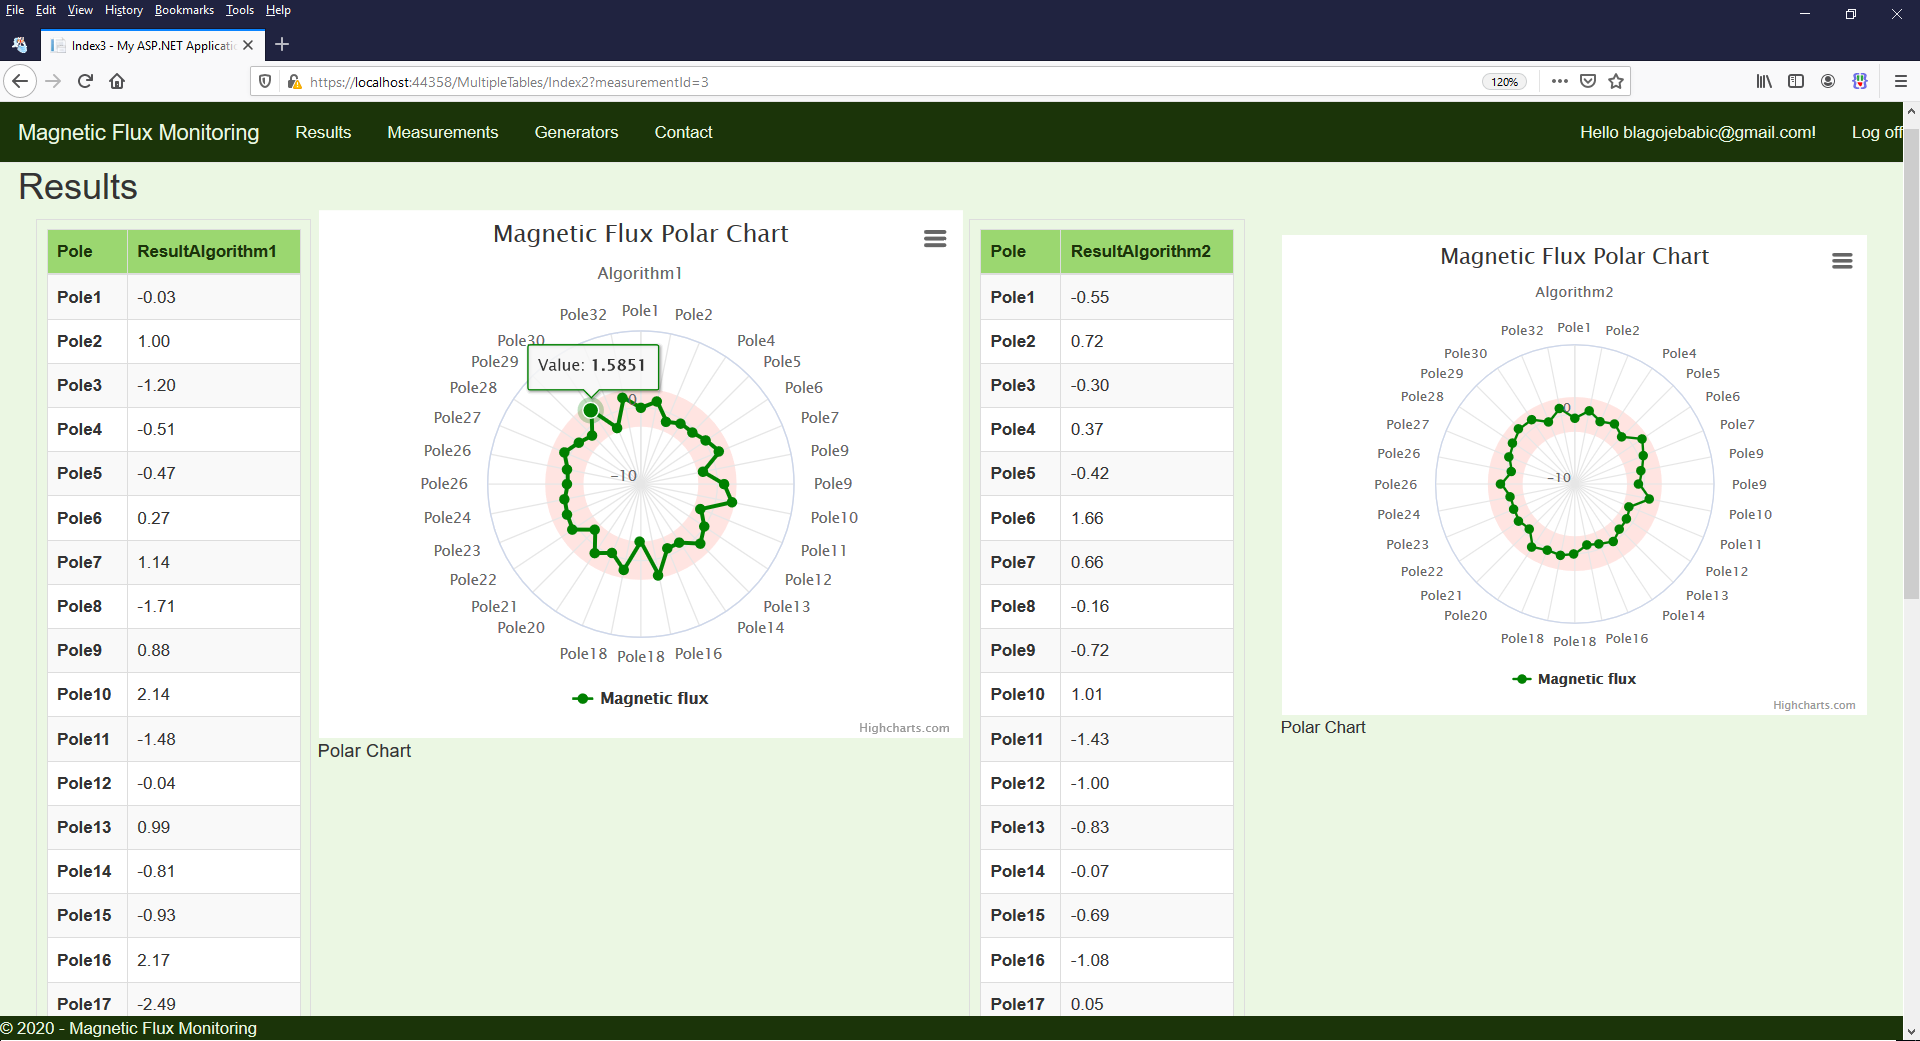 File Edit View History Bookmarks Tools Help
Index3 - My ASP.NET Applicati
https://localhost:44358/MultipleTables/Index2?measurementId=3
120%
Magnetic Flux Monitoring Results Measurements Generators Contact Hello blagojebabic@gmail.com! Log off
Results
Pole ResultAlgorithm1
Pole1 -0.03
Pole2 1.00
Pole3 -1.20
Pole4 -0.51
Pole5 -0.47
Pole6 0.27
Pole7 1.14
Pole8 -1.71
Pole9 0.88
Pole10 2.14
Pole11 -1.48
Pole12 -0.04
Pole13 0.99
Pole14 -0.81
Pole15 -0.93
Pole16 2.17
Pole17 -2.49
Magnetic Flux Polar Chart
Algorithm1
Pole32 Pole1 Pole2
Pole30 Pole4
Pole29 Pole5
Value: 1.5851
Pole28 Pole6
0
Pole27 Pole7
Pole26 Pole9
-10
Pole26 Pole9
Pole24 Pole10
Pole23 Pole11
Pole22 Pole12
Pole21 Pole13
Pole20 Pole14
Pole18 Pole18 Pole16
Magnetic flux
Highcharts.com
Polar Chart
Pole ResultAlgorithm2
Pole1 -0.55
Pole2 0.72
Pole3 -0.30
Pole4 0.37
Pole5 -0.42
Pole6 1.66
Pole7 0.66
Pole8 -0.16
Pole9 -0.72
Pole10 1.01
Pole11 -1.43
Pole12 -1.00
Pole13 -0.83
Pole14 -0.07
Pole15 -0.69
Pole16 -1.08
Pole17 0.05
Magnetic Flux Polar Chart
Algorithm2
Pole32 Pole1 Pole2
Pole30 Pole4
Pole29 Pole5
Pole28 Pole6
0
Pole27 Pole7
Pole26 Pole9
-10
Pole26 Pole9
Pole24 Pole10
Pole23 Pole11
Pole22 Pole12
Pole21 Pole13
Pole20 Pole14
Pole18 Pole18 Pole16
Magnetic flux
Highcharts.com
Polar Chart
© 2020 - Magnetic Flux Monitoring